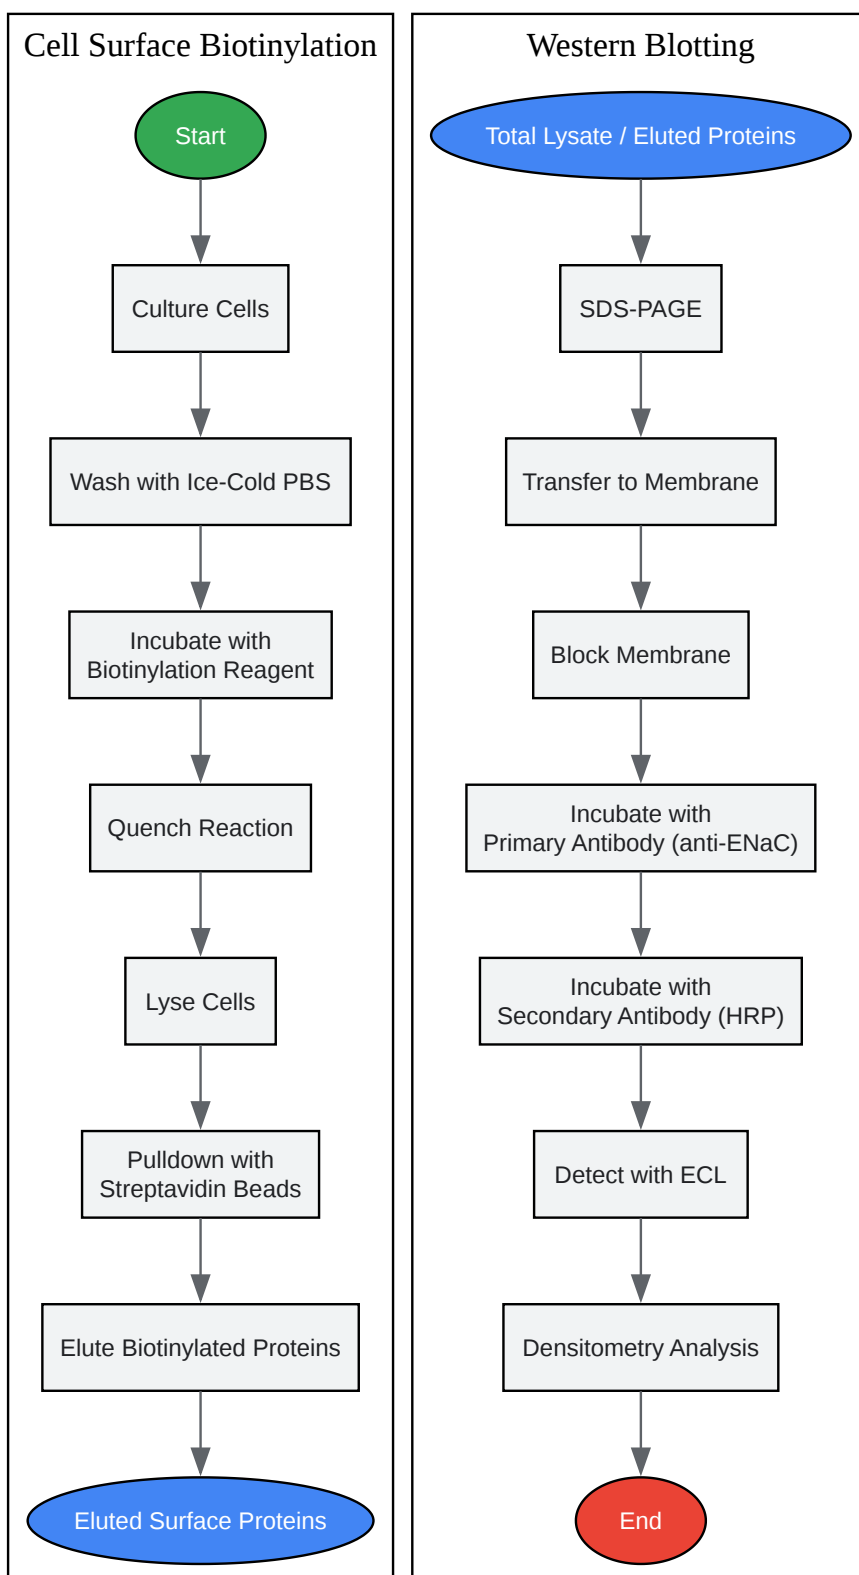 Cell Surface Biotinylation
Start
Culture Cells
Wash with Ice-Cold PBS
Incubate with
Biotinylation Reagent
Quench Reaction
Lyse Cells
Pulldown with
Streptavidin Beads
Elute Biotinylated Proteins
Eluted Surface Proteins
Western Blotting
Total Lysate / Eluted Proteins
SDS-PAGE
Transfer to Membrane
Block Membrane
Incubate with
Primary Antibody (anti-ENaC)
Incubate with
Secondary Antibody (HRP)
Detect with ECL
Densitometry Analysis
End